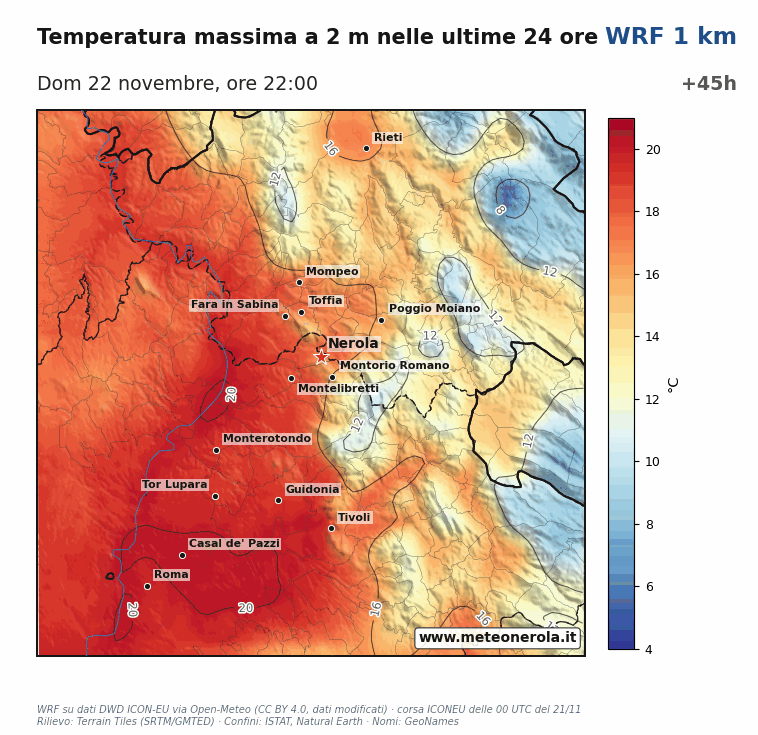 Temperatura massima a 2 m nelle ultime 24 ore WRF 1 km
Dom 22 novembre, ore 22:00 +45h
Rieti
16
12
8
12
Mompeo
Fara in Sabina
Toffia
Poggio Moiano
12
12
Nerola
Montorio Romano
Montelibretti
20
12
12
Monterotondo
Tor Lupara
Guidonia
Tivoli
Casal de' Pazzi
Roma
20
20
16
16
www.meteonerola.it
20
18
16
14
12
10
8
6
4
°C
WRF su dati DWD ICON-EU via Open-Meteo (CC BY 4.0, dati modificati) · corsa ICONEU delle 00 UTC del 21/11
Rilievo: Terrain Tiles (SRTM/GMTED) · Confini: ISTAT, Natural Earth · Nomi: GeoNames